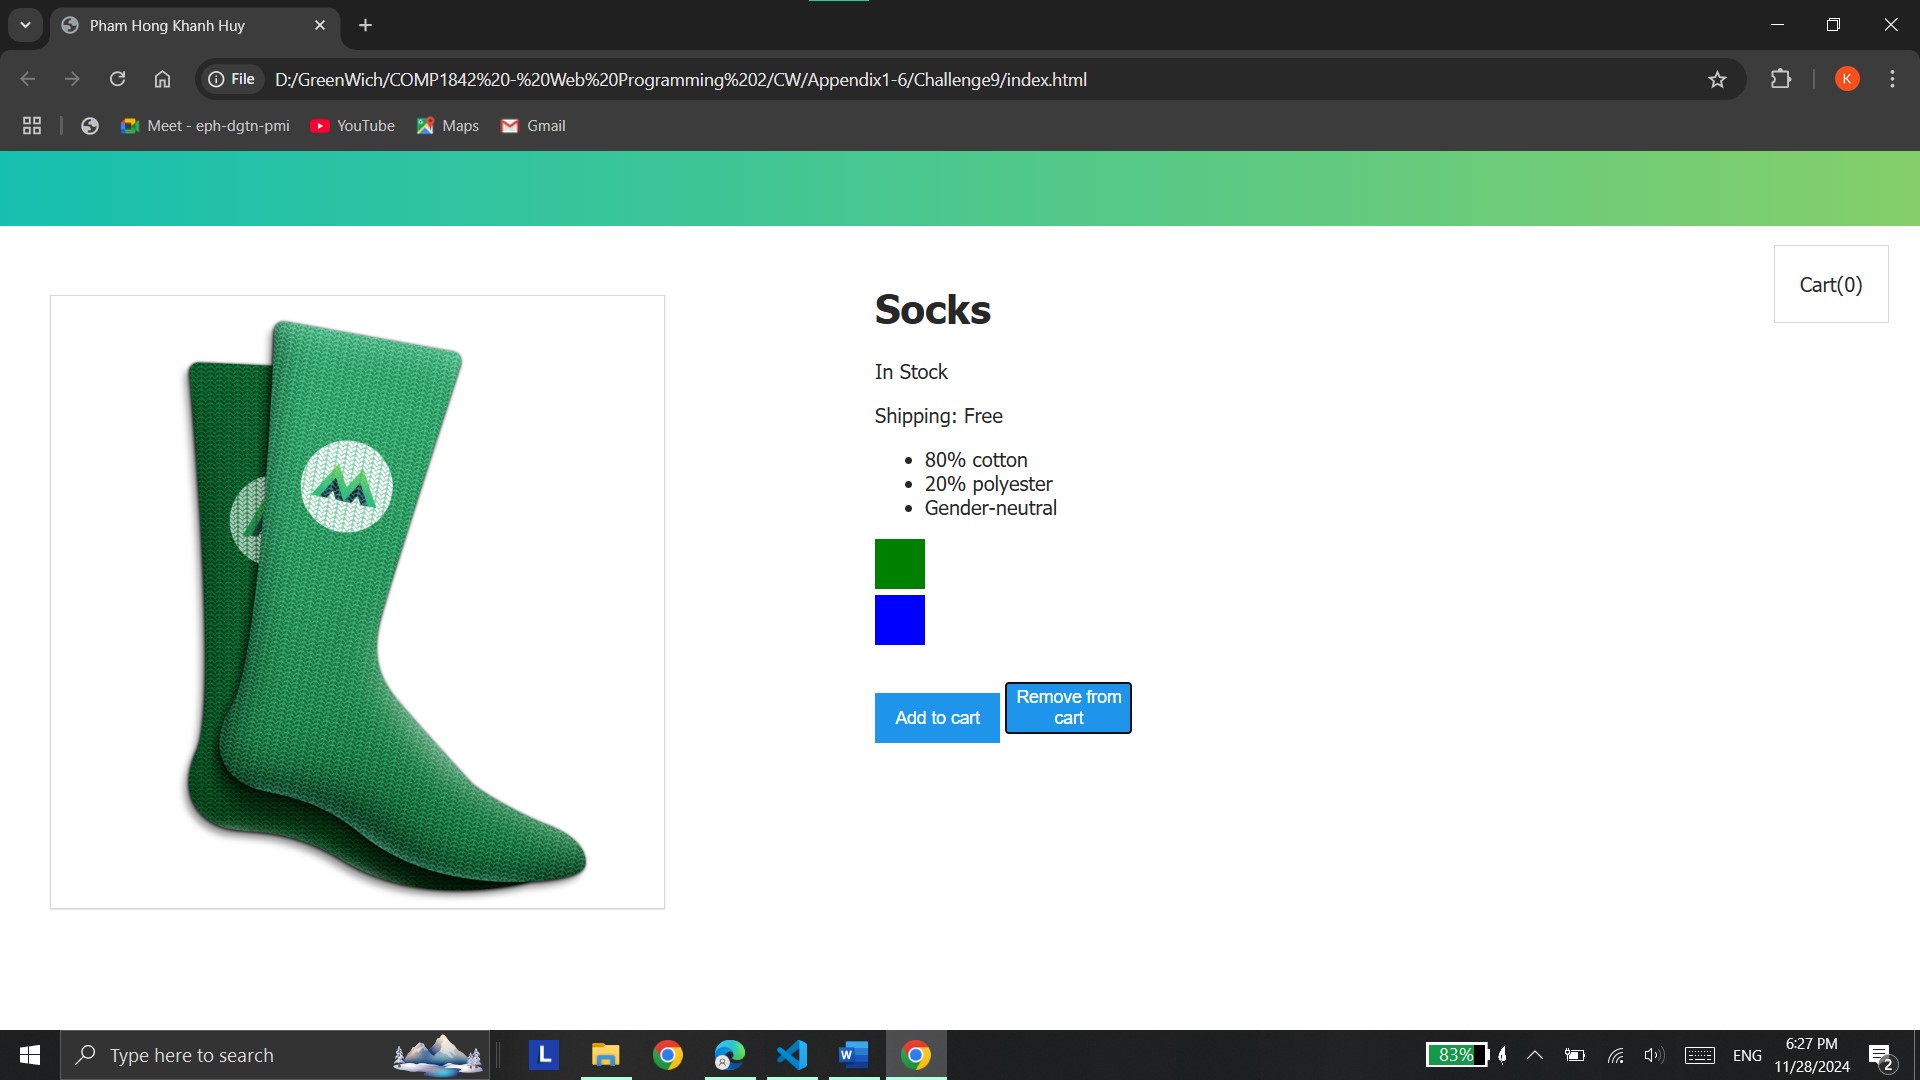 Pham Hong Khanh Huy
File
D:/GreenWich/COMP1842%20-%20Web%20Programming%202/CW/Appendix1-6/Challenge9/index.html
K
Meet - eph-dgtn-pmi
YouTube
Maps
Gmail
Cart(0)
Socks
In Stock
Shipping: Free
80% cotton
20% polyester
Gender-neutral
Add to cart
Remove from
cart
Type here to search
L
W
83%
ENG
6:27 PM
11/28/2024
2